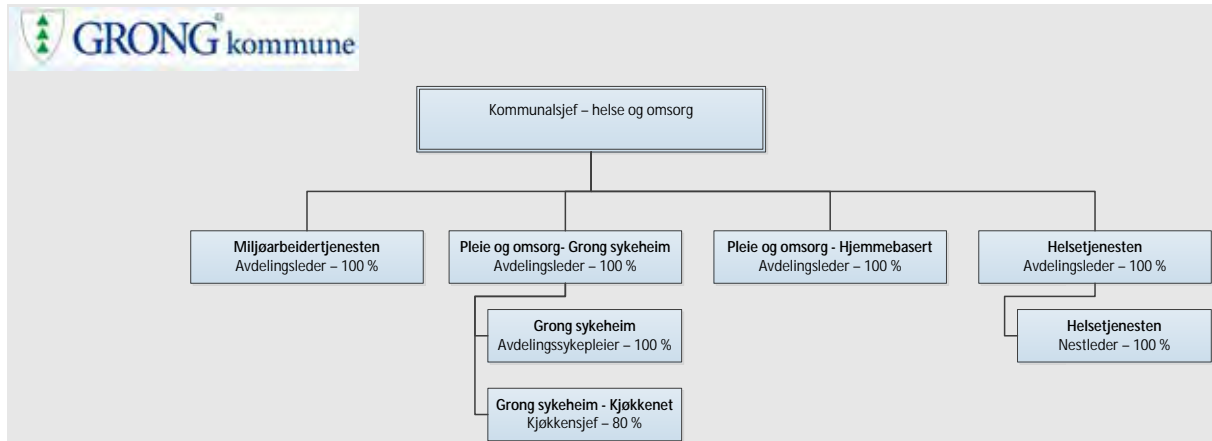 GRONG kommune
Kommunalsjef – helse og omsorg
Miljøarbeidertjenesten
Avdelingsleder – 100 %
Pleie og omsorg- Grong sykeheim
Avdelingsleder – 100 %
Pleie og omsorg - Hjemmebasert
Avdelingsleder – 100 %
Helsetjenesten
Avdelingsleder – 100 %
Grong sykeheim
Avdelingssykepleier – 100 %
Helsetjenesten
Nestleder – 100 %
Grong sykeheim - Kjøkkenet
Kjøkkensjef – 80 %